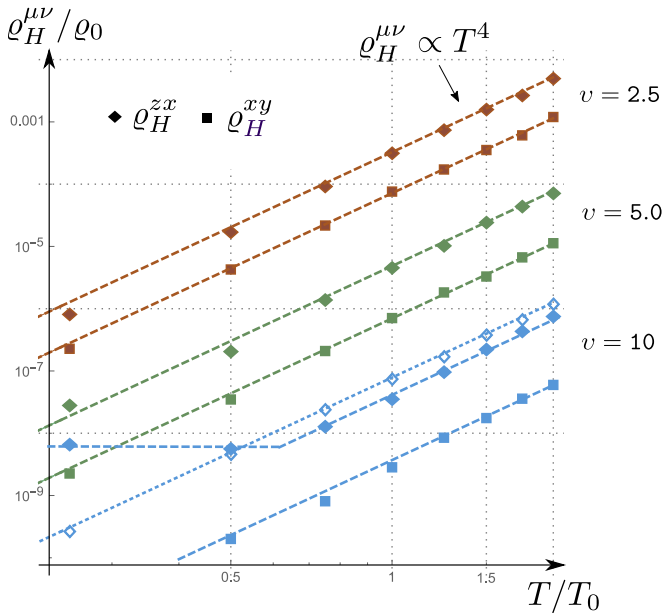 ϱ_H^{μν}/ϱ_0
ϱ_H^{μν} ∝ T^4
υ = 2.5
0.001
ϱ_H^{zx} ϱ_H^{xy}
υ = 5.0
10^{-5}
υ = 10
10^{-7}
10^{-9}
0.5 1 1.5
T/T_0